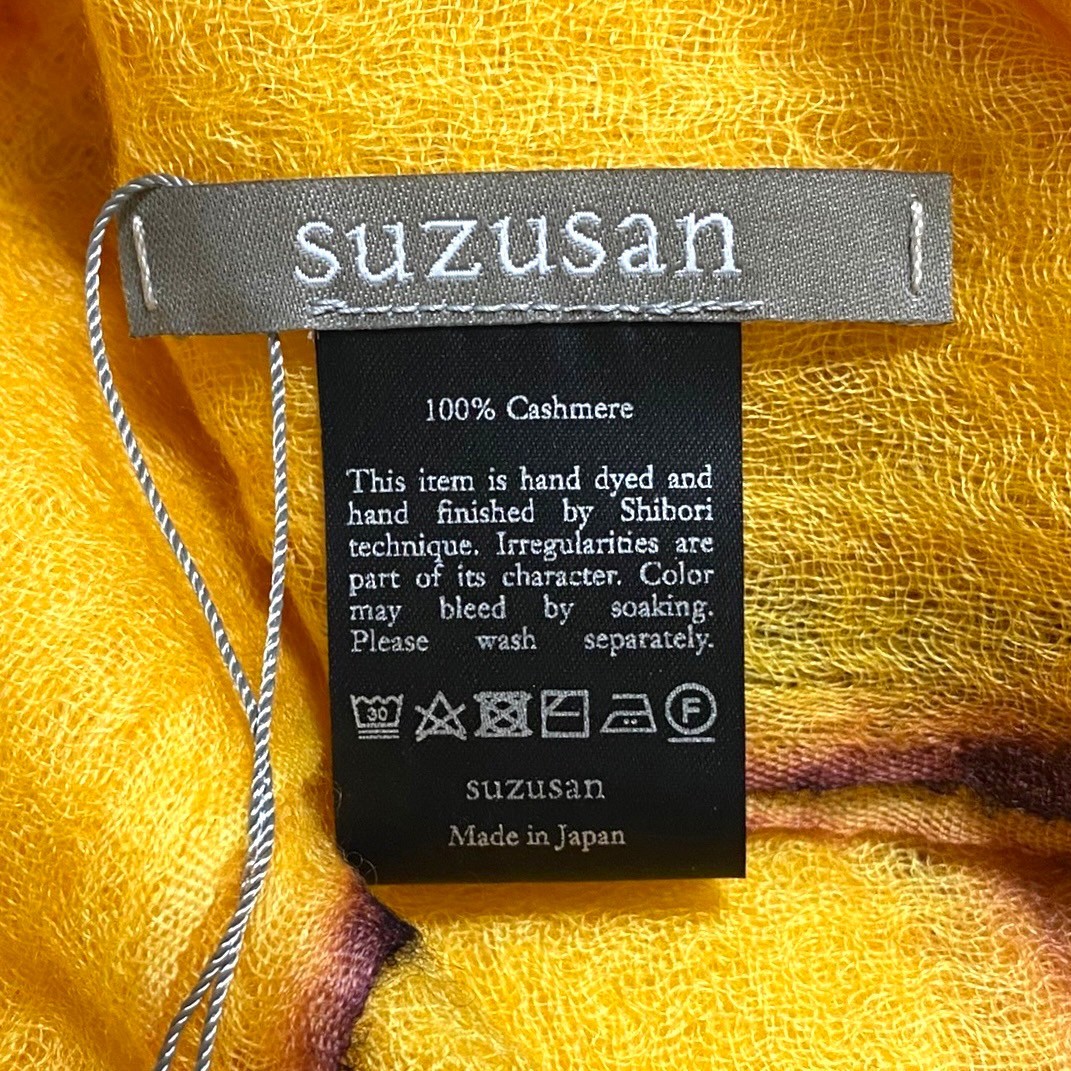 suzusan
100% Cashmere
This item is hand dyed and
hand finished by Shibori
technique. Irregularities are
part of its character. Color
may bleed by soaking.
Please wash separately.
30 F
suzusan
Made in Japan